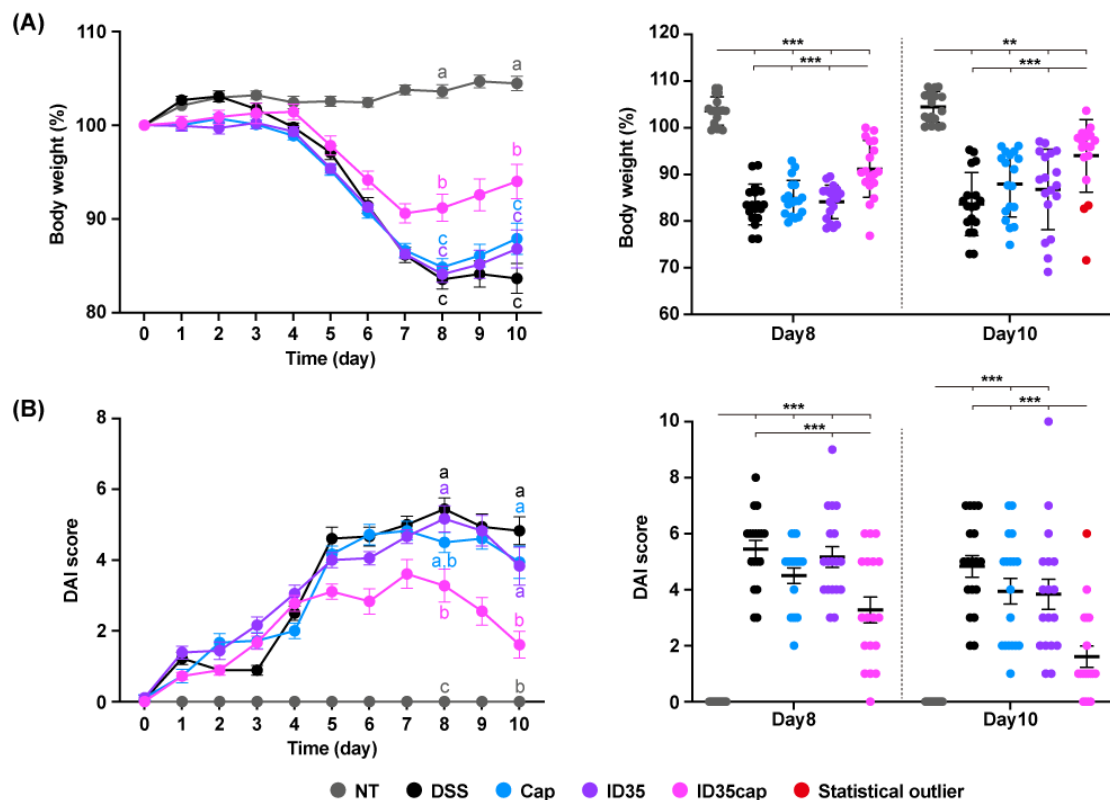 (A)
Body weight (%)
110
100
90
80
a
a
b
b
c
c
c
c
c
c
0 1 2 3 4 5 6 7 8 9 10
Time (day)
Body weight (%)
120
110
100
90
80
70
60
***
***
**
***
Day8
Day10
(B)
DAI score
8
6
4
2
0
a
a
a
a
a,b
a
b
b
c
b
0 1 2 3 4 5 6 7 8 9 10
Time (day)
DAI score
10
8
6
4
2
0
***
***
***
***
Day8
Day10
NT DSS Cap ID35 ID35cap Statistical outlier